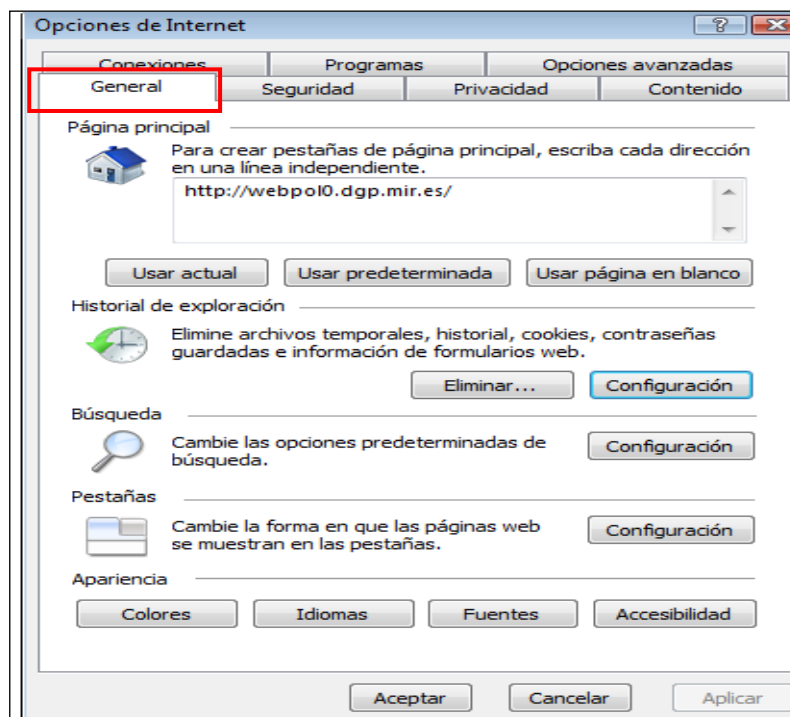 Opciones de Internet
Conexiones Programas Opciones avanzadas
General Seguridad Privacidad Contenido
Página principal
Para crear pestañas de página principal, escriba cada dirección
en una línea independiente.
http://webpol0.dgp.mir.es/
Usar actual Usar predeterminada Usar página en blanco
Historial de exploración
Elimine archivos temporales, historial, cookies, contraseñas
guardadas e información de formularios web.
Eliminar... Configuración
Búsqueda
Cambie las opciones predeterminadas de
búsqueda.
Configuración
Pestañas
Cambie la forma en que las páginas web
se muestran en las pestañas.
Configuración
Apariencia
Colores Idiomas Fuentes Accesibilidad
Aceptar Cancelar Aplicar